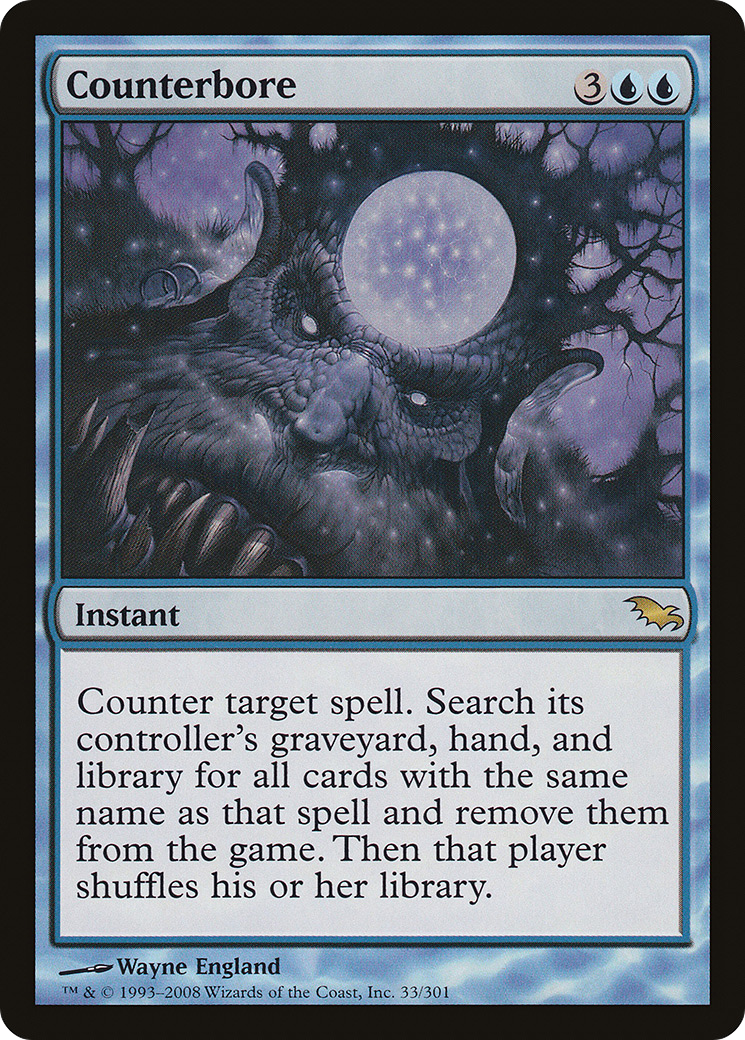 Counterbore
3
Instant
Counter target spell. Search its
controller's graveyard, hand, and
library for all cards with the same
name as that spell and remove them
from the game. Then that player
shuffles his or her library.
Wayne England
™ & © 1993–2008 Wizards of the Coast, Inc. 33/301